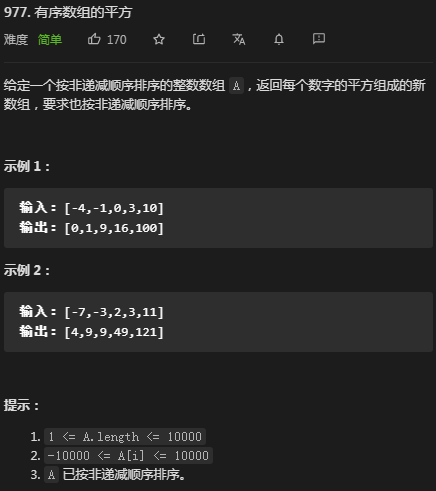 977. 有序数组的平方
难度 简单 170
给定一个按非递减顺序排序的整数数组 A，返回每个数字的平方组成的新
数组，要求也按非递减顺序排序。
示例 1：
输入：[-4,-1,0,3,10]
输出：[0,1,9,16,100]
示例 2：
输入：[-7,-3,2,3,11]
输出：[4,9,9,49,121]
提示：
1. 1 <= A.length <= 10000
2. -10000 <= A[i] <= 10000
3. A 已按非递减顺序排序。